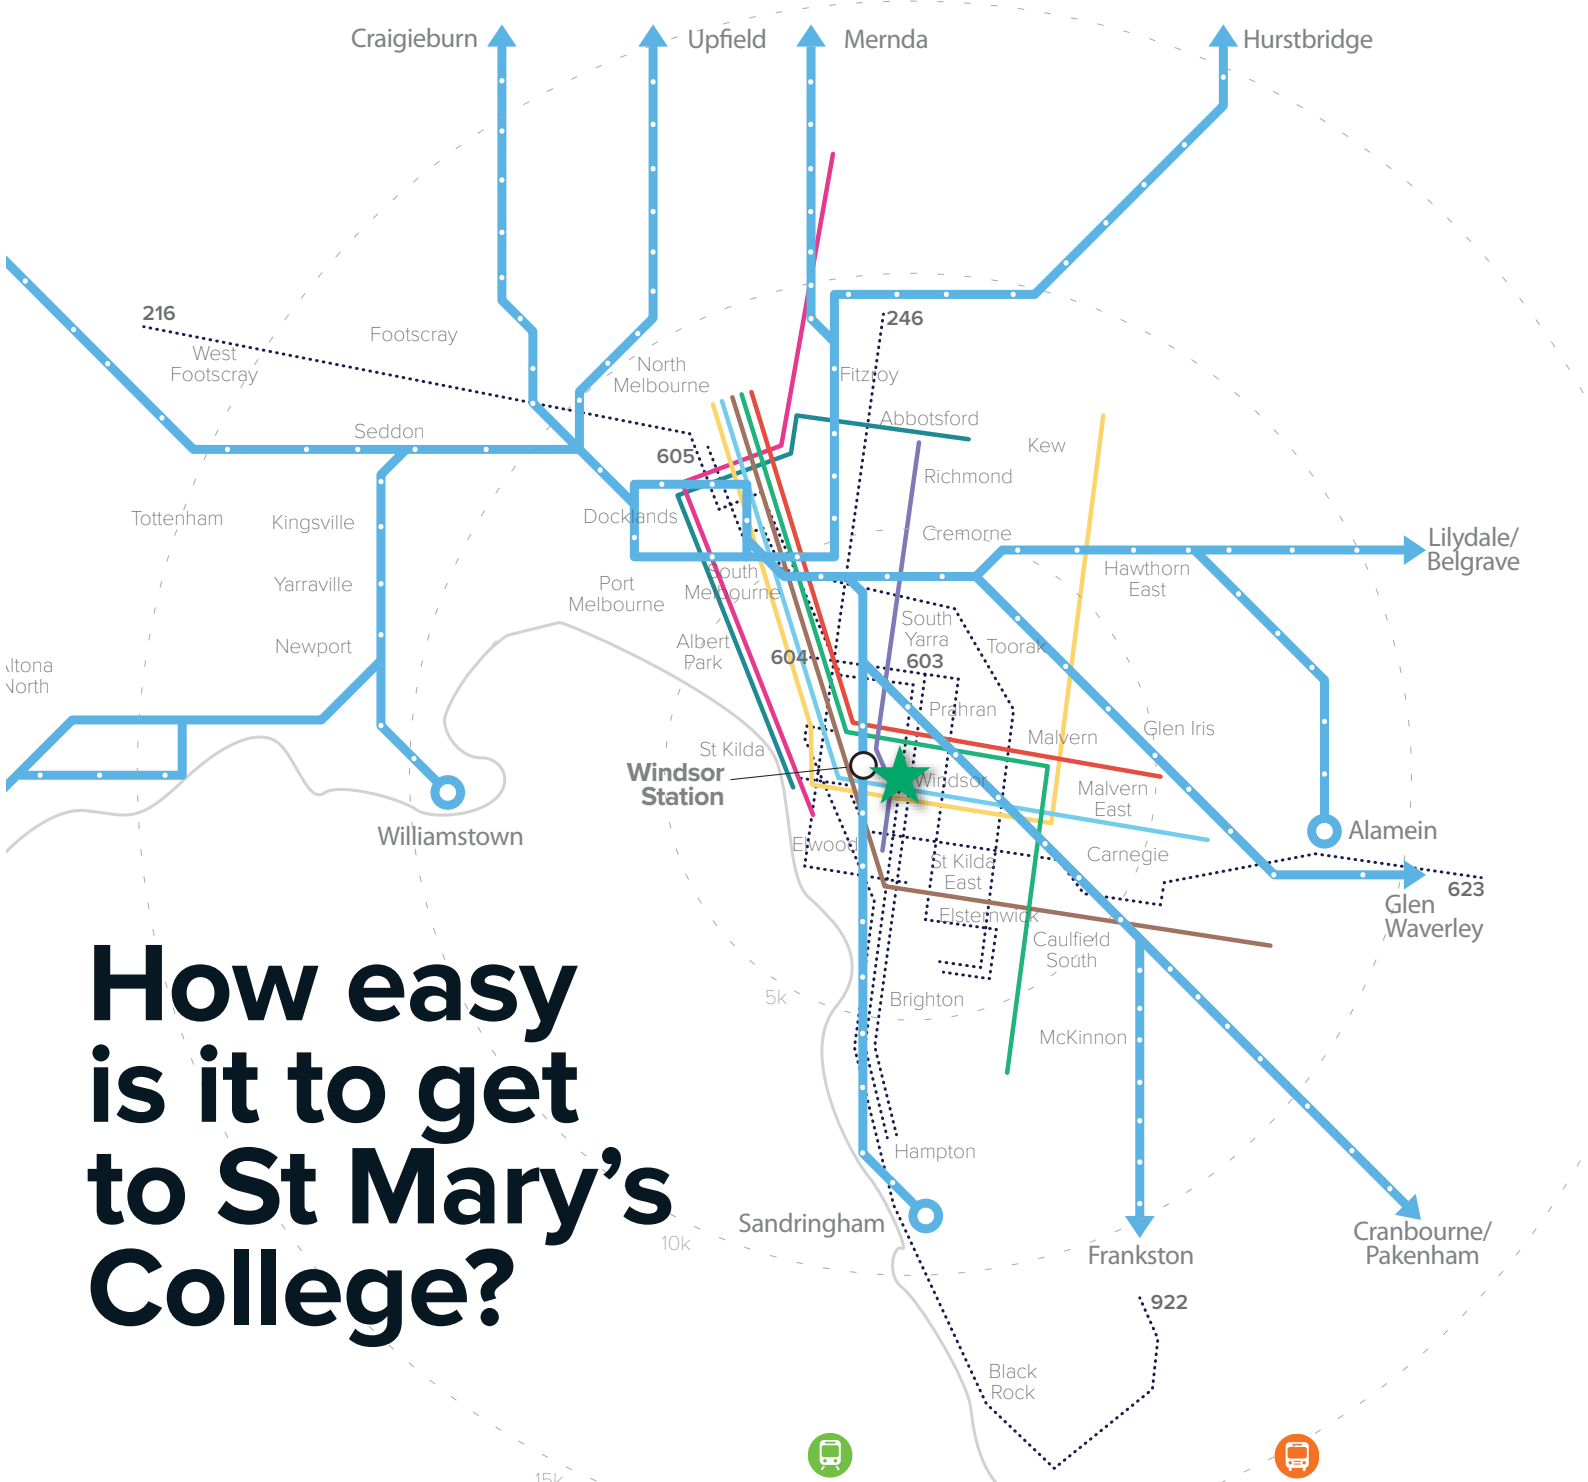 Craigieburn
Upfield
Mernda
Hurstbridge
216
246
Footscray
West
Footscray
North
Melbourne
Fitzroy
Abbotsford
Seddon
605
Kew
Richmond
Tottenham
Kingsville
Docklands
Cremorne
Lilydale/
Belgrave
Yarraville
Port
Melbourne
South
Melbourne
Hawthorn
East
Newport
Albert
Park
South
Yarra
Toorak
604
603
North
Prahran
St Kilda
Malvern
Glen Iris
Windsor
Station
Windsor
Malvern
East
Williamstown
Elwood
Alamein
St Kilda
East
Carnegie
623
Glen
Waverley
Elsternwick
Caulfield
South
5k
Brighton
McKinnon
How easy
is it to get
to St Mary’s
College?
Hampton
Sandringham
10k
Frankston
Cranbourne/
Pakenham
922
Black
Rock
15k